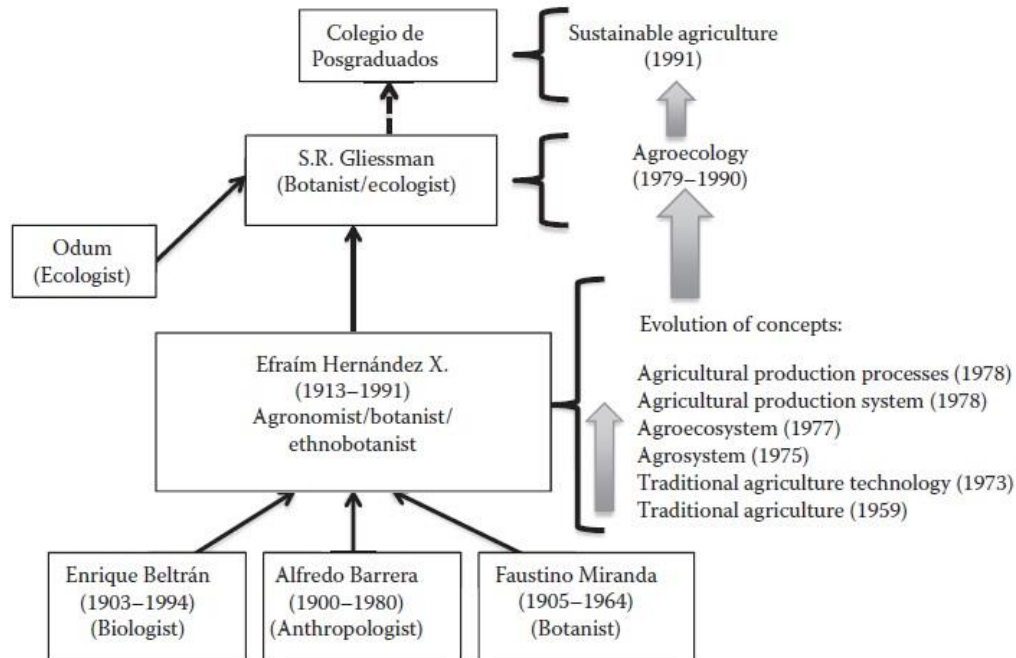 Colegio de
Posgraduados
Sustainable agriculture
(1991)
S.R. Gliessman
(Botanist/ecologist)
Agroecology
(1979–1990)
Odum
(Ecologist)
Efraím Hernández X.
(1913–1991)
Agronomist/botanist/
ethnobotanist
Evolution of concepts:
Agricultural production processes (1978)
Agricultural production system (1978)
Agroecosystem (1977)
Agrosystem (1975)
Traditional agriculture technology (1973)
Traditional agriculture (1959)
Enrique Beltrán
(1903–1994)
(Biologist)
Alfredo Barrera
(1900–1980)
(Anthropologist)
Faustino Miranda
(1905–1964)
(Botanist)